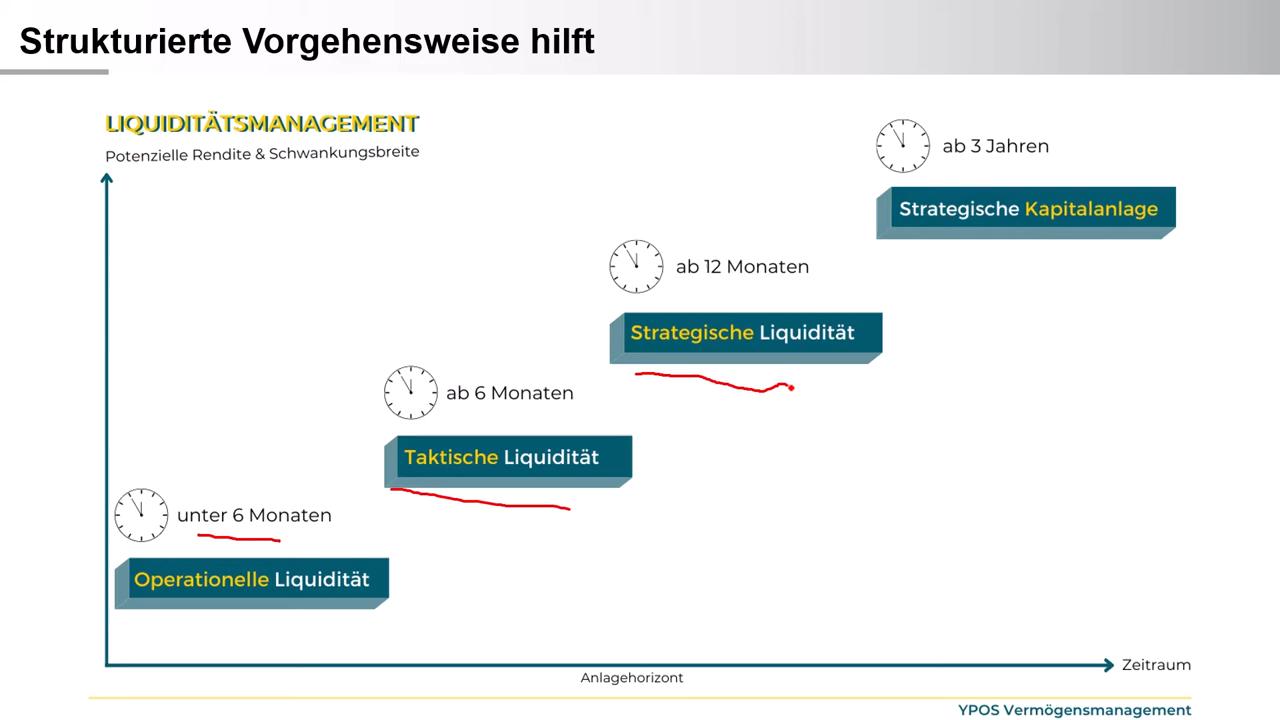 Strukturierte Vorgehensweise hilft
LIQUIDITÄTSMANAGEMENT
Potenzielle Rendite & Schwankungsbreite
ab 3 Jahren
Strategische Kapitalanlage
ab 12 Monaten
Strategische Liquidität
ab 6 Monaten
Taktische Liquidität
unter 6 Monaten
Operationelle Liquidität
Zeitraum
Anlagehorizont
YPOS Vermögensmanagement